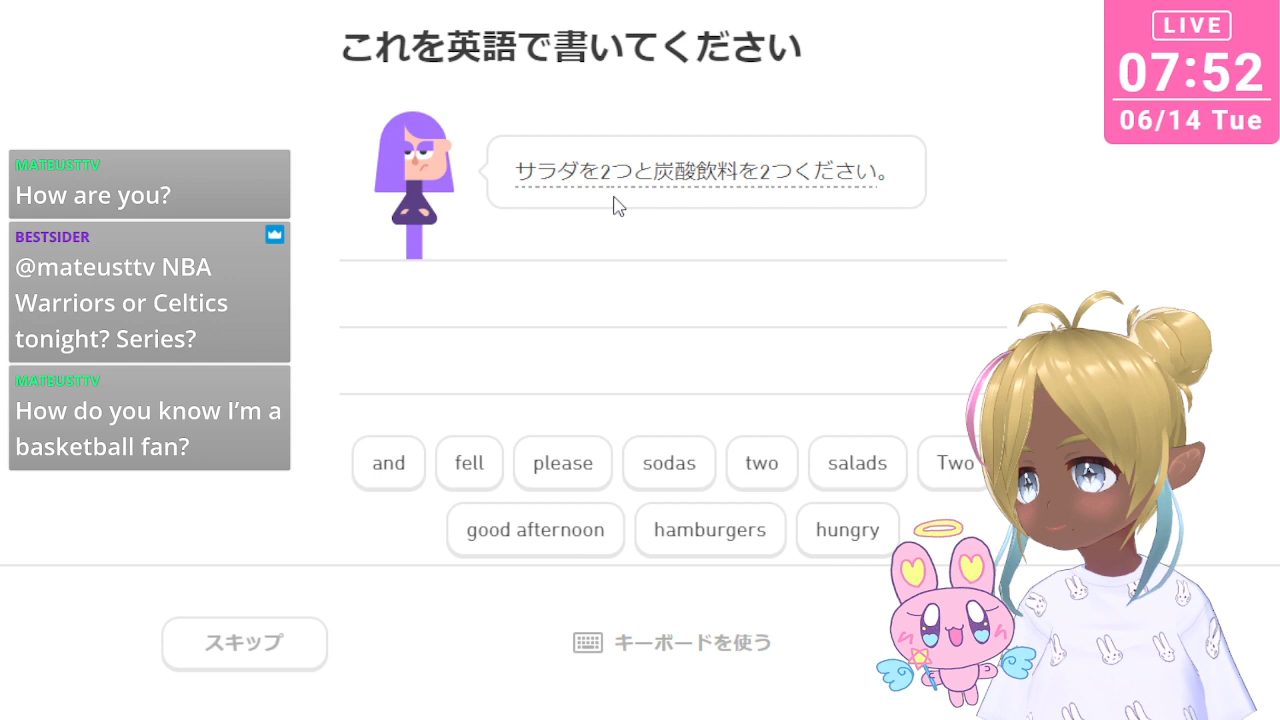 これを英語で書いてください
LIVE
07:52
06/14 Tue
MATEUSTTV
How are you?
BESTSIDER
@mateusttv NBA
Warriors or Celtics
tonight? Series?
MATEUSTTV
How do you know I’m a
basketball fan?
サラダを2つと炭酸飲料を2つください。
and fell please sodas two salads Two
good afternoon hamburgers hungry
スキップ
キーボードを使う